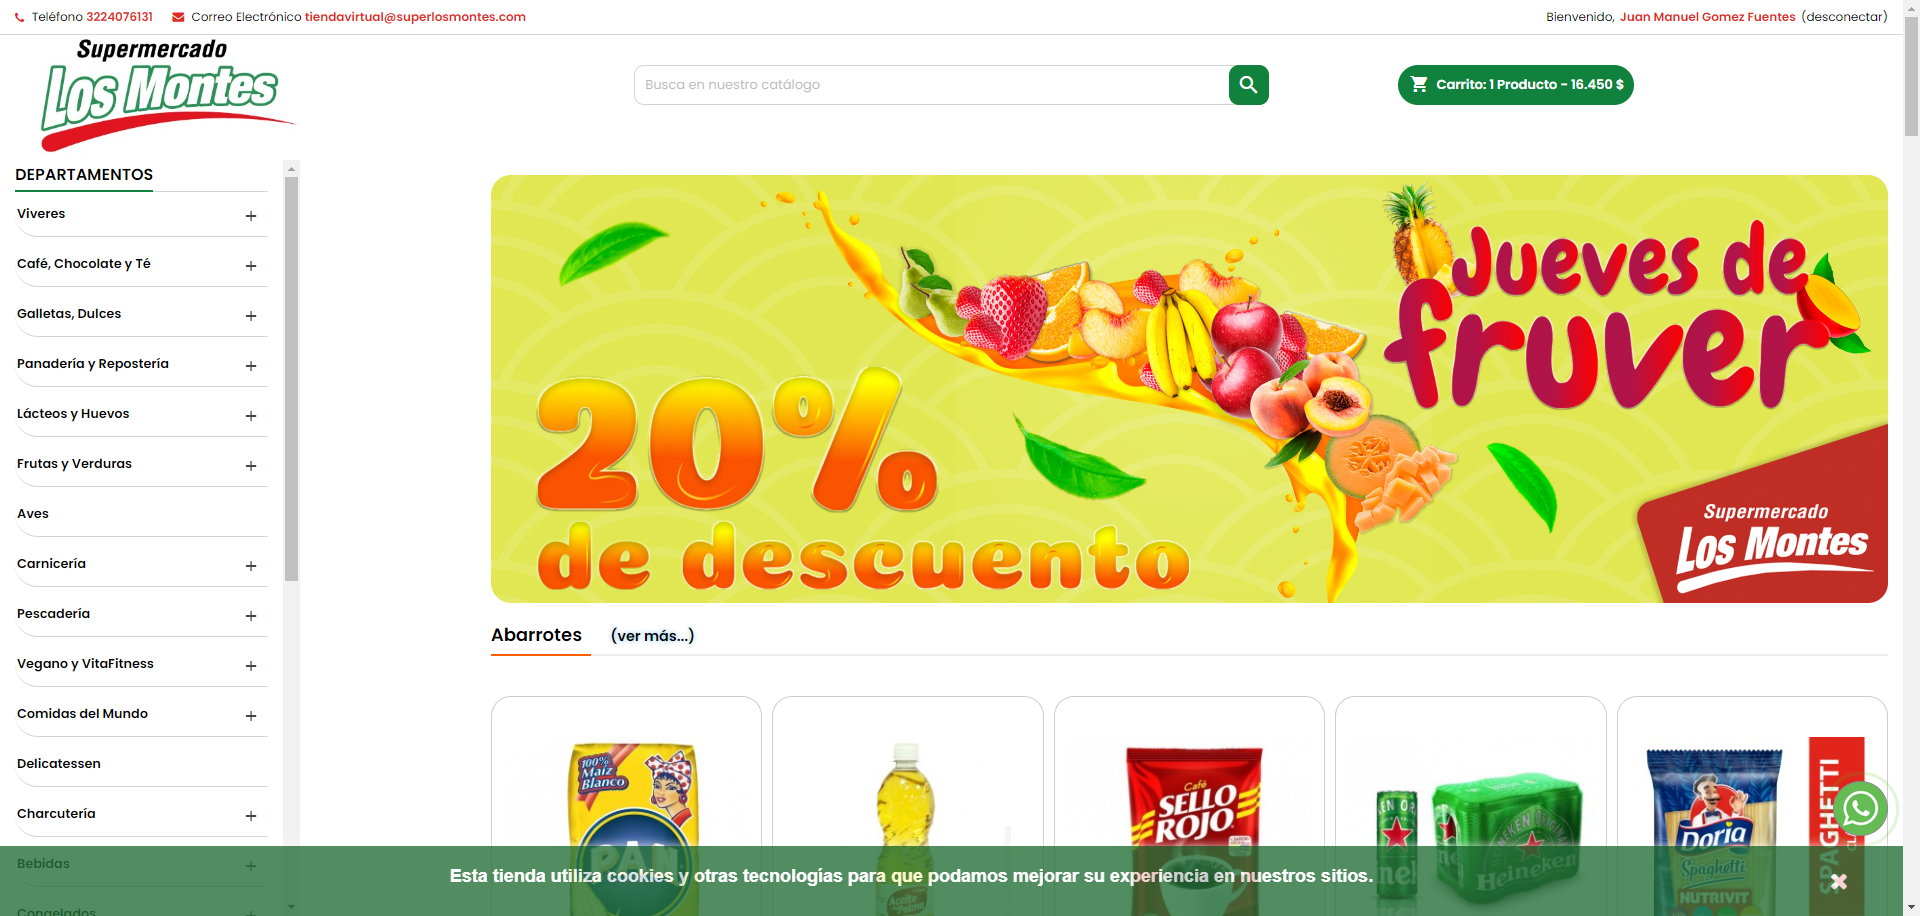 Teléfono 3224076131
Correo Electrónico tiendavirtual@superlosmontes.com
Bienvenido, Juan Manuel Gomez Fuentes (desconectar)
Supermercado
Los Montes
Busca en nuestro catálogo
Carrito: 1 Producto - 16.450 $
DEPARTAMENTOS
Viveres
Café, Chocolate y Té
Galletas, Dulces
Panadería y Repostería
Lácteos y Huevos
Frutas y Verduras
Aves
Carnicería
Pescadería
Vegano y VitaFitness
Comidas del Mundo
Delicatessen
Charcutería
Bebidas
Congelados
Jueves de
fruver
20%
de descuento
Supermercado
Los Montes
Abarrotes
(ver más...)
100%
Maíz
Blanco
PAN
Aceite de Palma
Café
SELLO
ROJO
Heineken
Doria
Spaghetti
NUTRIVIT
SPAGHETTI
Esta tienda utiliza cookies y otras tecnologías para que podamos mejorar su experiencia en nuestros sitios.